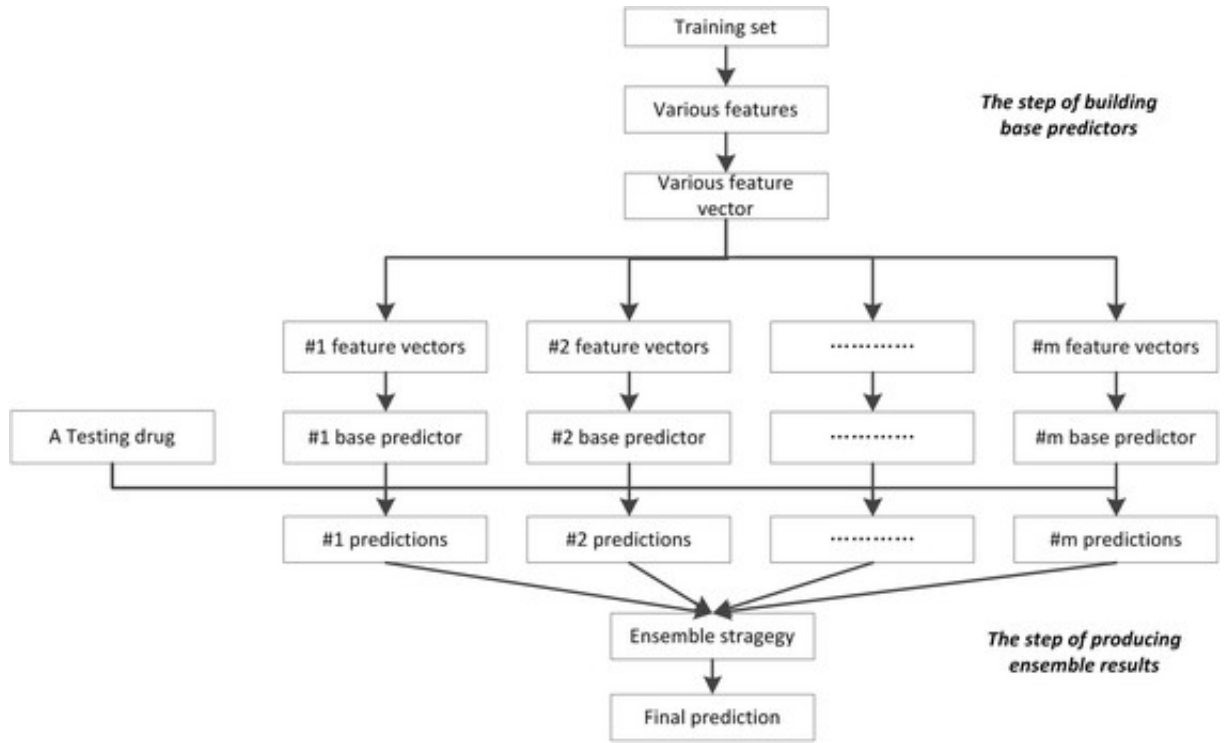 Training set
Various features
The step of building
base predictors
Various feature
vector
#1 feature vectors
#2 feature vectors
…………
#m feature vectors
A Testing drug
#1 base predictor
#2 base predictor
…………
#m base predictor
#1 predictions
#2 predictions
…………
#m predictions
Ensemble stragegy
The step of producing
ensemble results
Final prediction